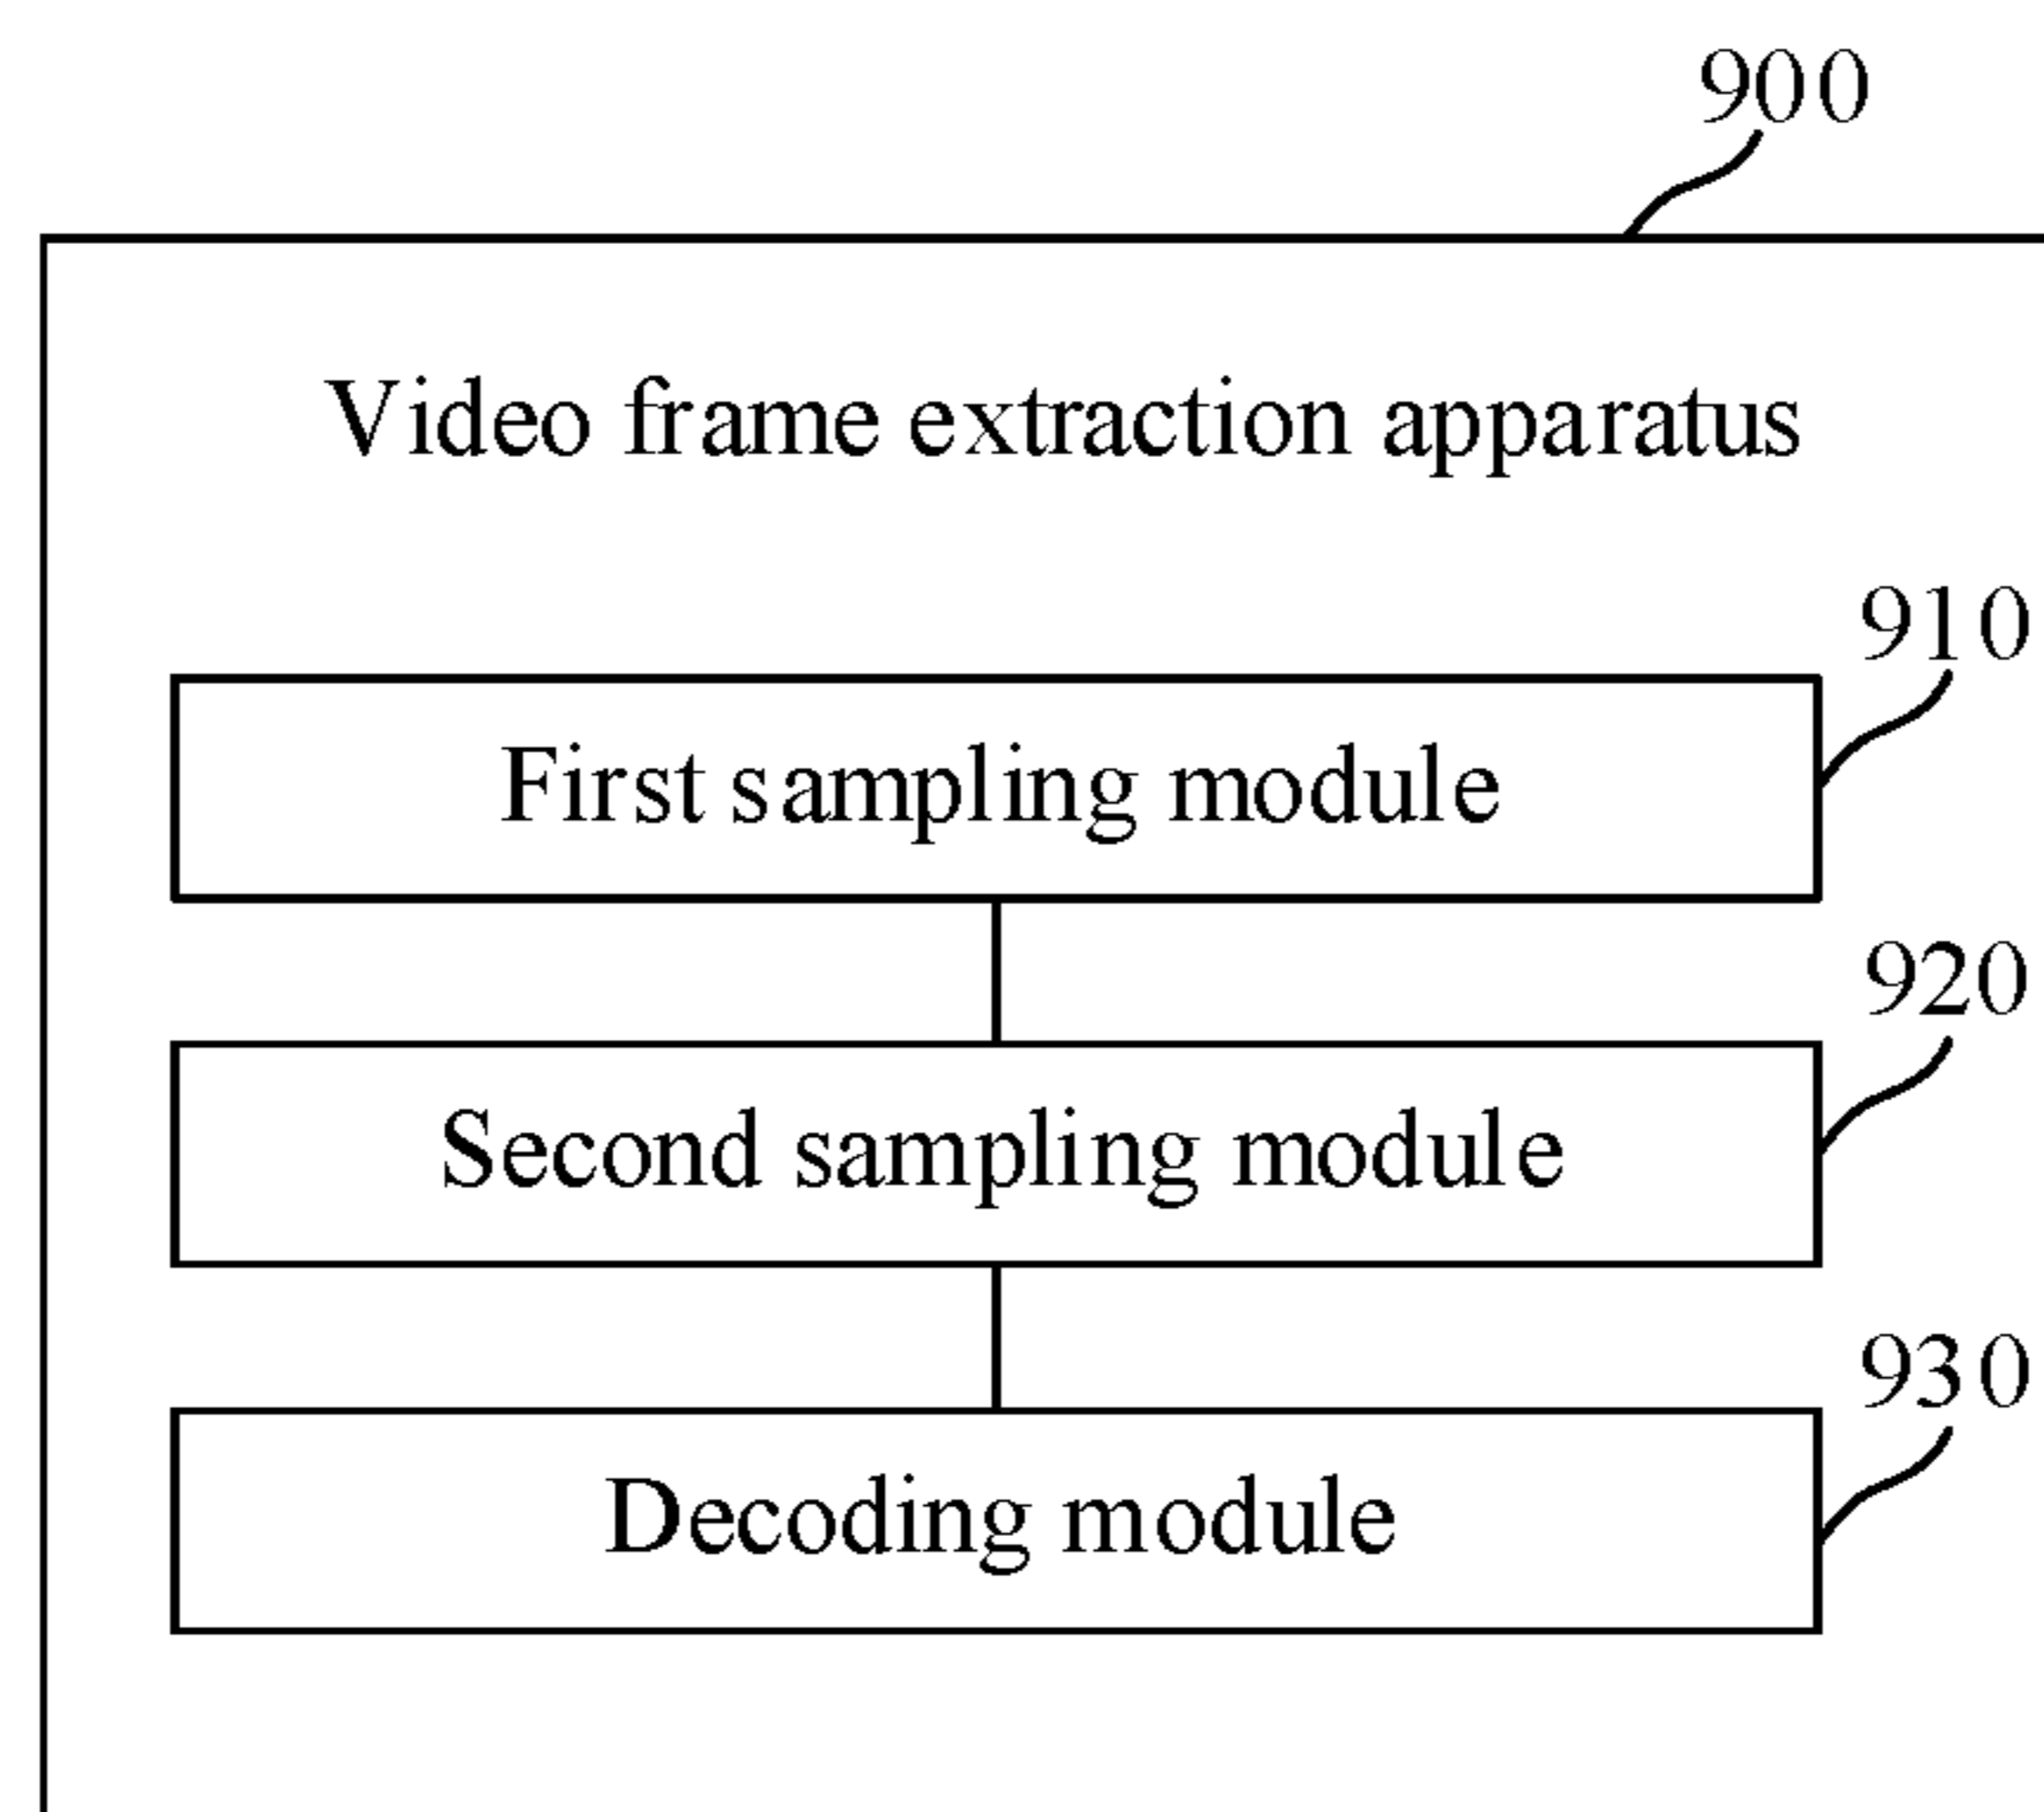 900
Video frame extraction apparatus
910
First sampling module
920
Second sampling module
930
Decoding module